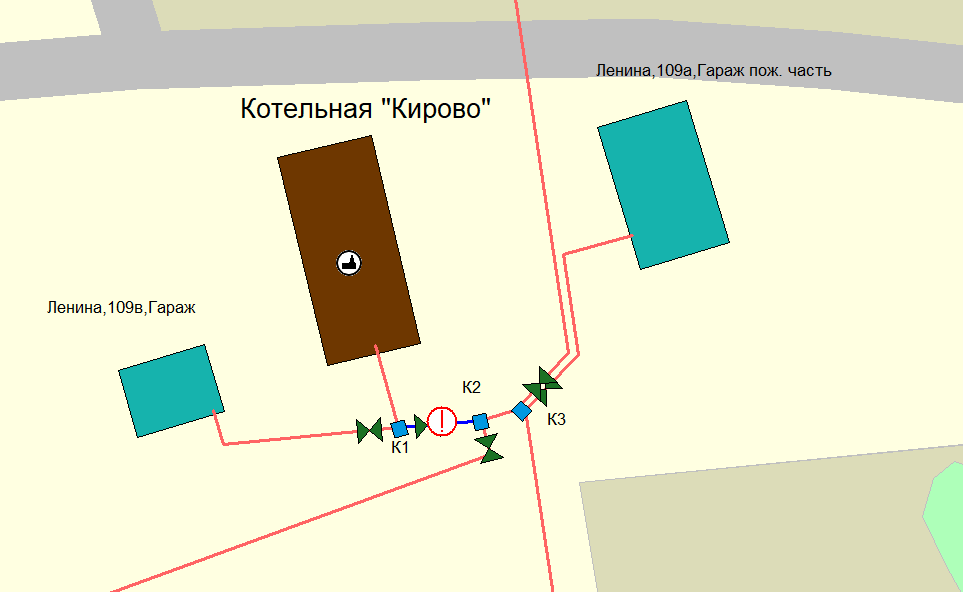 Ленина,109а,Гараж пож. часть
Котельная "Кирово"
Ленина,109в,Гараж
К2
К3
К1